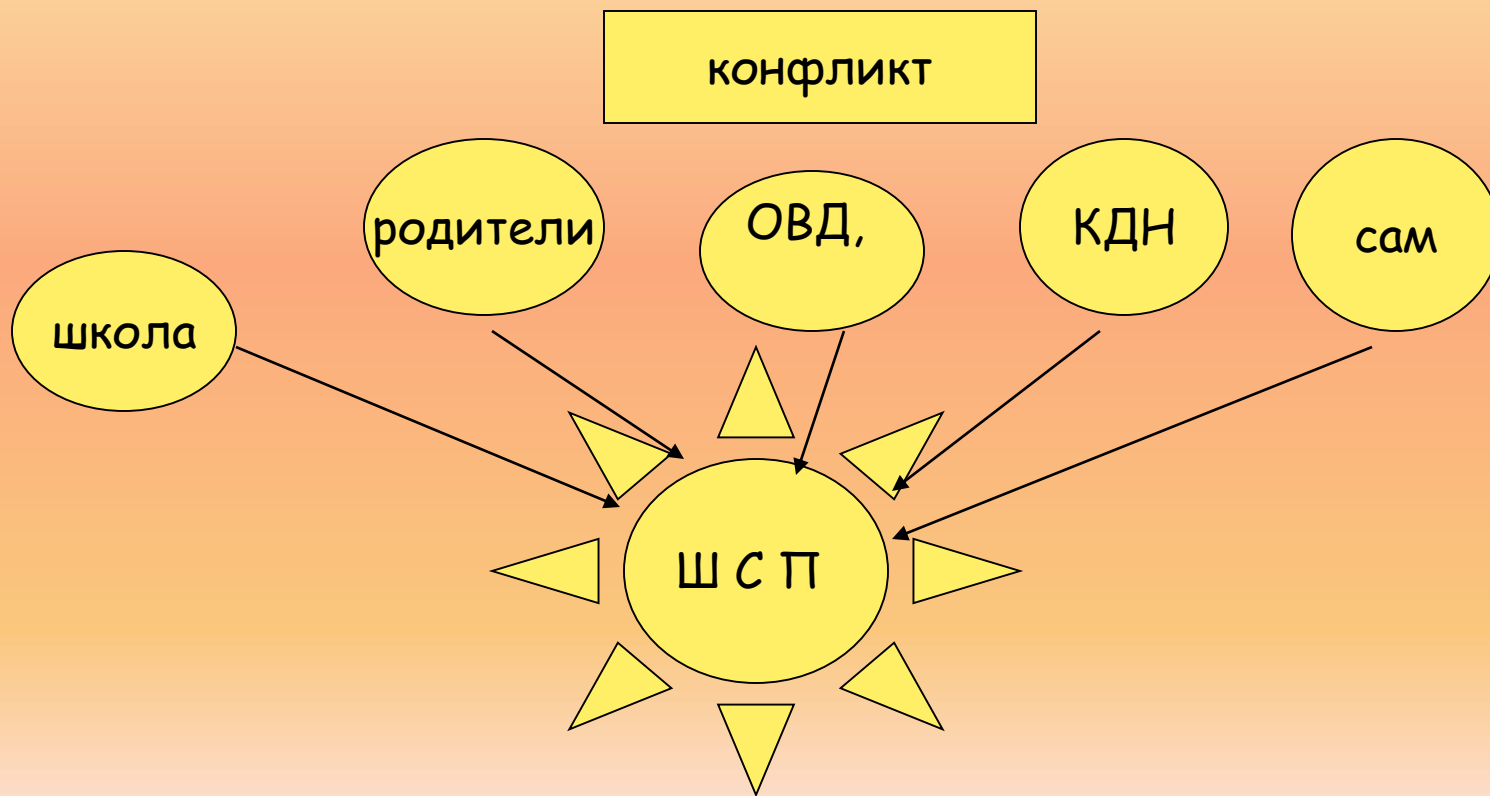 конфликт
школа
родители
ОВД,
КДН
сам
Ш С П